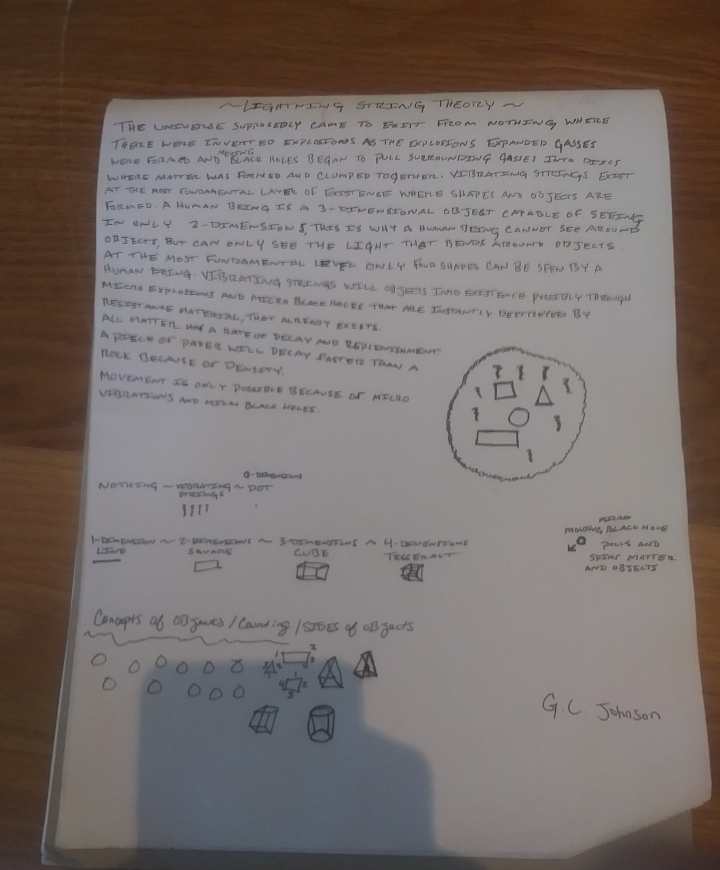 ~ LIGHTNING STRING THEORY ~
THE UNIVERSE SUPPOSEDLY CAME TO EXIST FROM NOTHING WHERE
THERE WERE INVERTED EXPLOSIONS AS THE EXPLOSIONS EXPANDED GASSES
WERE FORMED AND MOVING BLACK HOLES BEGAN TO PULL SURROUNDING GASSES INTO DISCS
WHERE MATTER WAS FORMED AND CLUMPED TOGETHER. VIBRATING STRINGS EXIST
AT THE MOST FUNDAMENTAL LAYER OF EXISTENCE WHERE SHAPES AND OBJECTS ARE
FORMED. A HUMAN BEING IS A 3-DIMENSIONAL OBJECT CAPABLE OF SEEING
IN ONLY 2-DIMENSIONS, THIS IS WHY A HUMAN BEING CANNOT SEE AROUND
OBJECTS, BUT CAN ONLY SEE THE LIGHT THAT BENDS AROUND OBJECTS.
AT THE MOST FUNDAMENTAL LEVEL ONLY FOUR SHAPES CAN BE SEEN BY A
HUMAN BEING. VIBRATING STRINGS WILL OBJECTS INTO EXISTENCE POSSIBLY THROUGH
MICRO EXPLOSIONS AND MICRO BLACK HOLES THAT ARE INSTANTLY DESTROYED BY
RESISTANCE MATERIAL, THAT ALREADY EXISTS.
ALL MATTER HAS A RATE OF DECAY AND REPLENISHMENT.
A PIECE OF PAPER WILL DECAY FASTER THAN A
ROCK BECAUSE OF DENSITY.
MOVEMENT IS ONLY POSSIBLE BECAUSE OF MICRO
VIBRATIONS AND MICRO BLACK HOLES.
0-DIMENSIONS
NOTHING ~ VIBRATING STRINGS ~ DOT
1-DIMENSION ~ 2-DIMENSIONS ~ 3-DIMENSIONS ~ 4-DIMENSIONS
LINE SQUARE CUBE TESSERACT
MICRO
MOVING BLACK HOLE
PULLS AND
SPINS MATTER
AND OBJECTS
Concepts of OBJects / Counting / SIDES of OBJects
G.C. Johnson